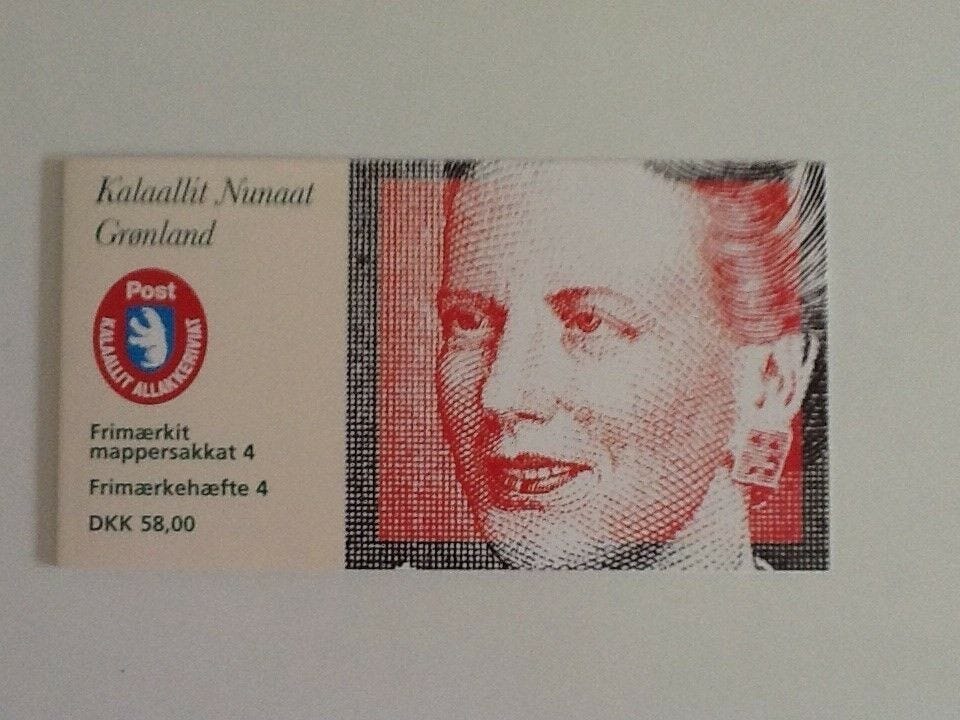 Kalaallit Nunaat
Grønland
Post
KALAALLIT ALLAKKERIVIAT
Frimærkit
mappersakkat 4
Frimærkehæfte 4
DKK 58,00